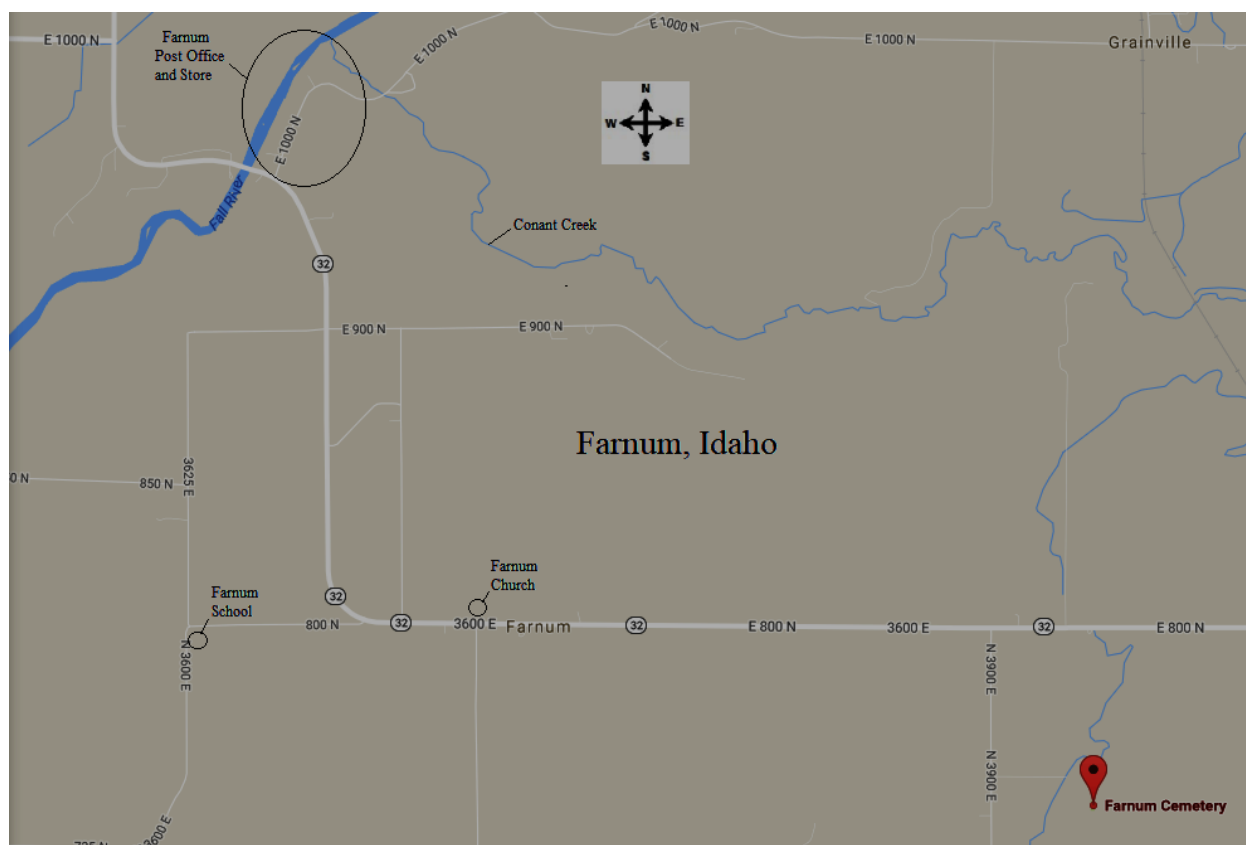 E 1000 N
Farnum
Post Office
and Store
E 1000 N
E 1000 N
E 1000 N
Grainville
N
W E
S
E 1000 N
Fall River
Conant Creek
32
E 900 N
E 900 N
Farnum, Idaho
3625 E
0 N
850 N
Farnum
School
Farnum
Church
32
800 N
32
3600 E
Farnum
32
E 800 N
3600 E
32
E 800 N
N 3600 E
N 3900 E
N 3900 E
Farnum Cemetery
3600 E